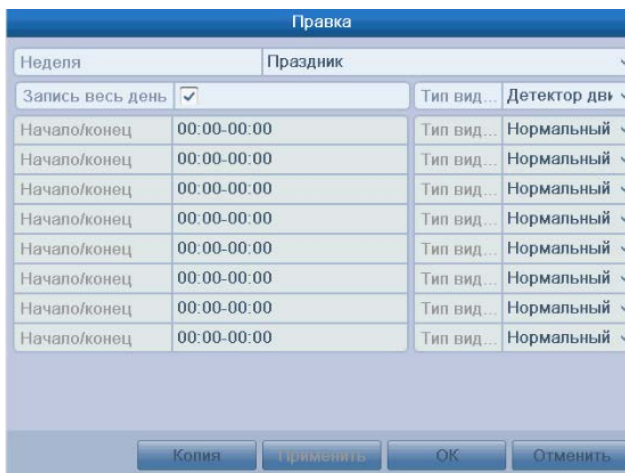 Правка
Неделя Праздник
Запись весь день Тип вид... Детектор дви
Начало/конец 00:00-00:00 Тип вид... Нормальный
Начало/конец 00:00-00:00 Тип вид... Нормальный
Начало/конец 00:00-00:00 Тип вид... Нормальный
Начало/конец 00:00-00:00 Тип вид... Нормальный
Начало/конец 00:00-00:00 Тип вид... Нормальный
Начало/конец 00:00-00:00 Тип вид... Нормальный
Начало/конец 00:00-00:00 Тип вид... Нормальный
Начало/конец 00:00-00:00 Тип вид... Нормальный
Копия Применить OK Отменить